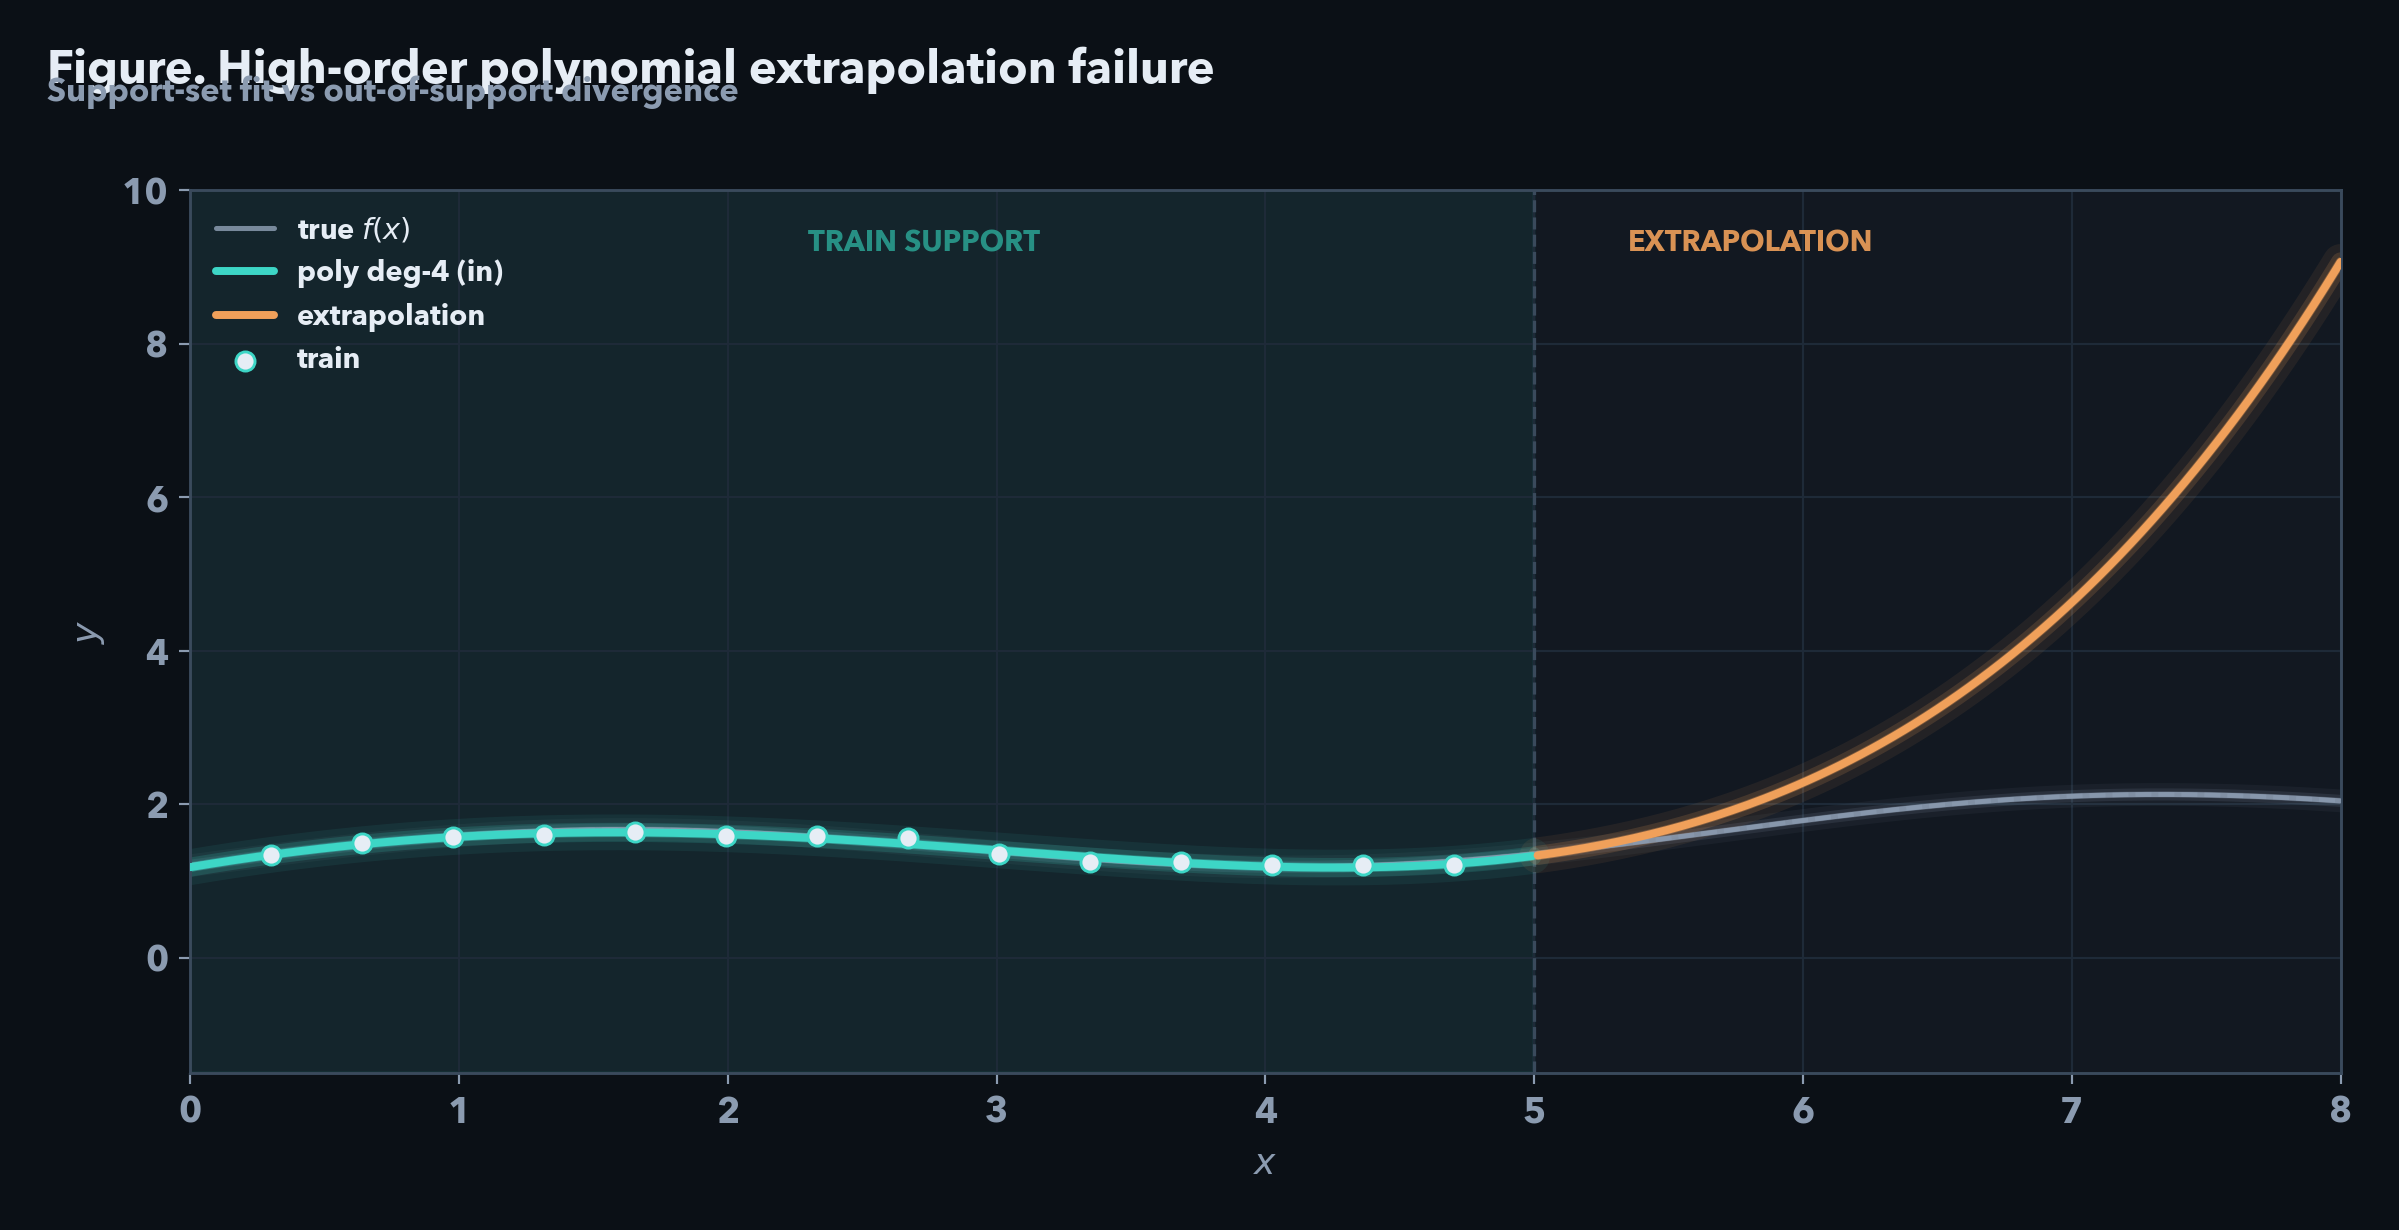 Figure. High-order polynomial extrapolation failure
Support-set fit vs out-of-support divergence
TRAIN SUPPORT
EXTRAPOLATION
true f(x)
poly deg-4 (in)
extrapolation
train
10
8
6
4
2
0
y
0 1 2 3 4 5 6 7 8
x